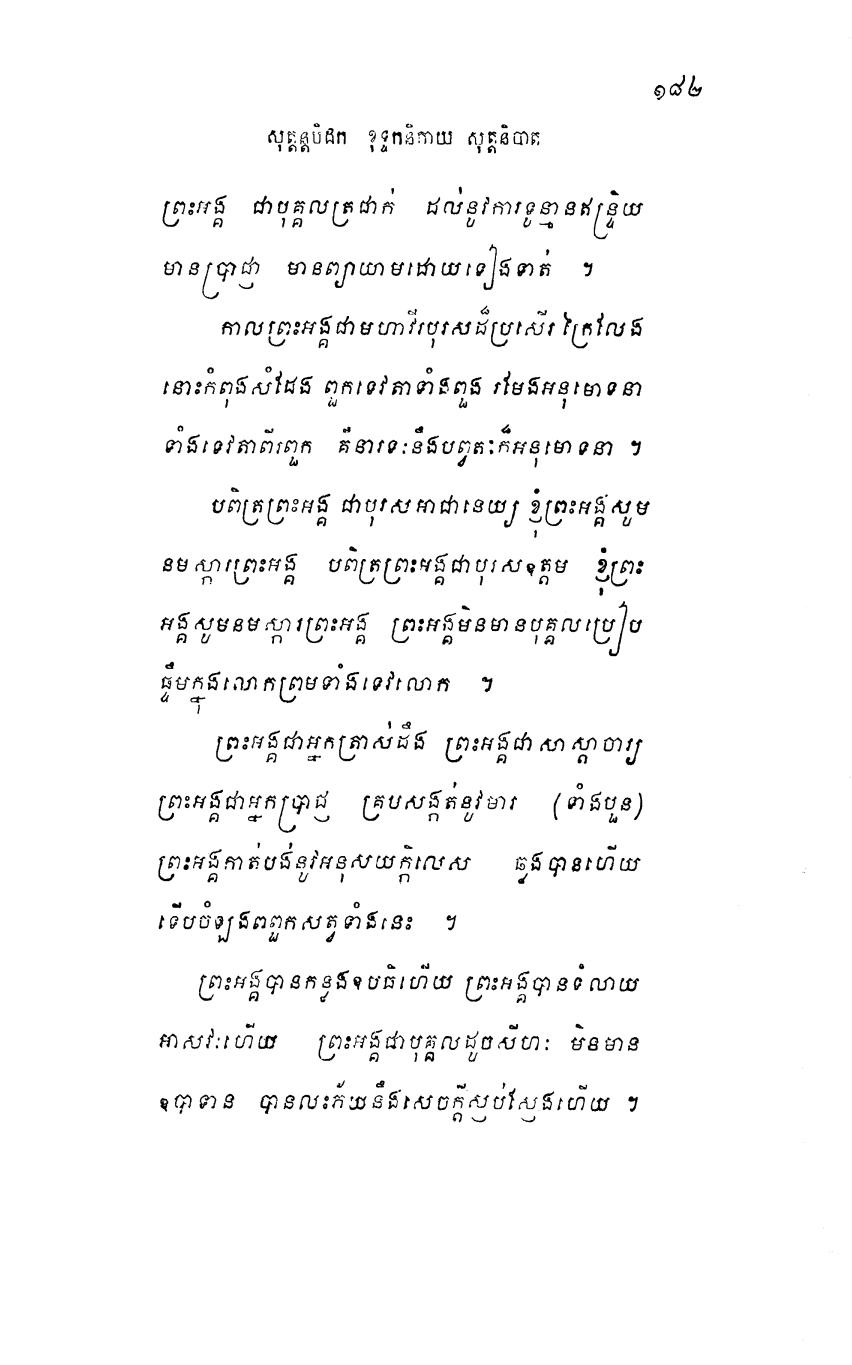 ១៨២
សុត្តន្តបិដក ខុទ្ទកនិកាយ សុត្តនិបាត
ព្រះអង្គ ជាបុគ្គលត្រជាក់ ដល់នូវការទូន្មានឥន្ទ្រិយ
មានប្រាជ្ញា មានព្យាយាមដោយទៀងទាត់ ។
កាលព្រះអង្គជាមហាវីរបុរសដ៏ប្រសើរ ក្រៃលែង
នោះកំពុងសំដែង ពួកទេវតាទាំងពួង រមែងអនុមោទនា
ទាំងទេវតាពីរពួក គឺនារទៈនឹងបព្វតៈក៏អនុមោទនា ។
បពិត្រព្រះអង្គ ជាបុរសអាជានេយ្យ ខ្ញុំព្រះអង្គសូម
នមស្ការព្រះអង្គ បពិត្រព្រះអង្គជាបុរសឧត្តម ខ្ញុំព្រះ
អង្គសូមនមស្ការព្រះអង្គ ព្រះអង្គមិនមានបុគ្គលប្រៀប
ផ្ទឹមក្នុងលោកព្រមទាំងទេវលោក ។
ព្រះអង្គជាអ្នកត្រាស់ដឹង ព្រះអង្គជាសាស្តាចារ្យ
ព្រះអង្គជាអ្នកប្រាជ្ញ គ្របសង្កត់នូវមារ (ទាំងបួន)
ព្រះអង្គកាត់បង់នូវអនុសយក្កិលេស ឆ្លងបានហើយ
ទើបចំឡងពពួកសត្វទាំងនេះ ។
ព្រះអង្គបានកន្លងឧបធិហើយ ព្រះអង្គបានទំលាយ
អាសវៈហើយ ព្រះអង្គជាបុគ្គលដូចសីហៈ មិនមាន
ឧបាទាន បានលះភ័យនឹងសេចក្តីស្ញប់ស្ញែងហើយ ។